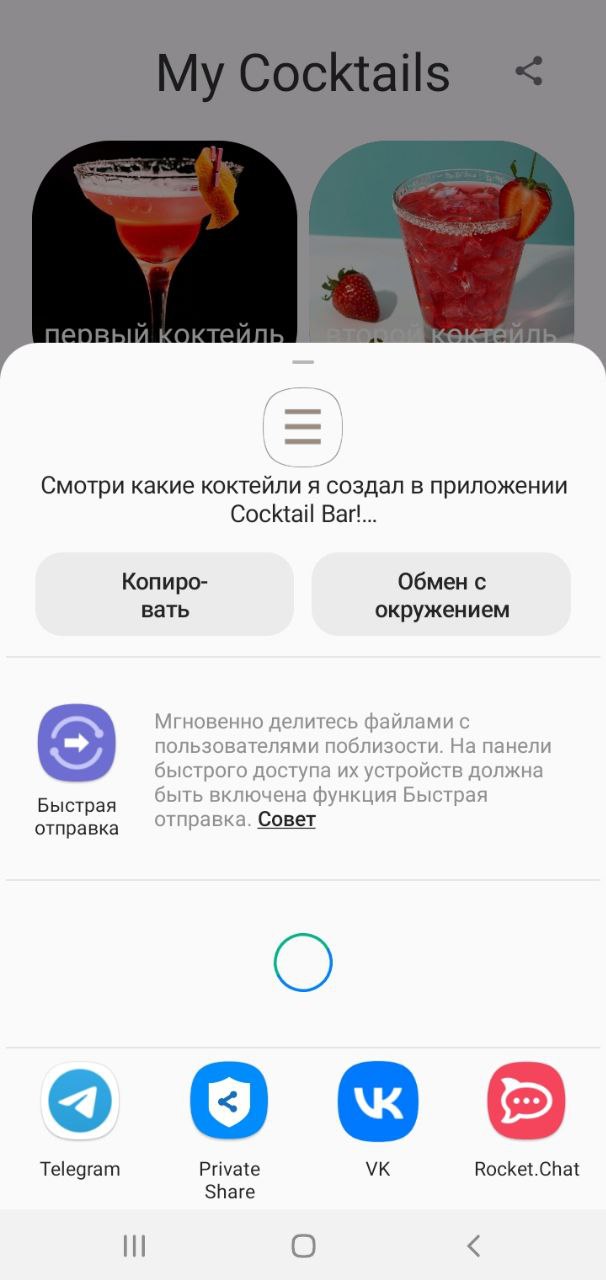 My Cocktails
первый коктейль
второй коктейль
Смотри какие коктейли я создал в приложении
Cocktail Bar!...
Копиро-
вать
Обмен с
окружением
Мгновенно делитесь файлами с
пользователями поблизости. На панели
быстрого доступа их устройств должна
быть включена функция Быстрая
отправка. Совет
Быстрая
отправка
Telegram
Private
Share
VK
Rocket.Chat